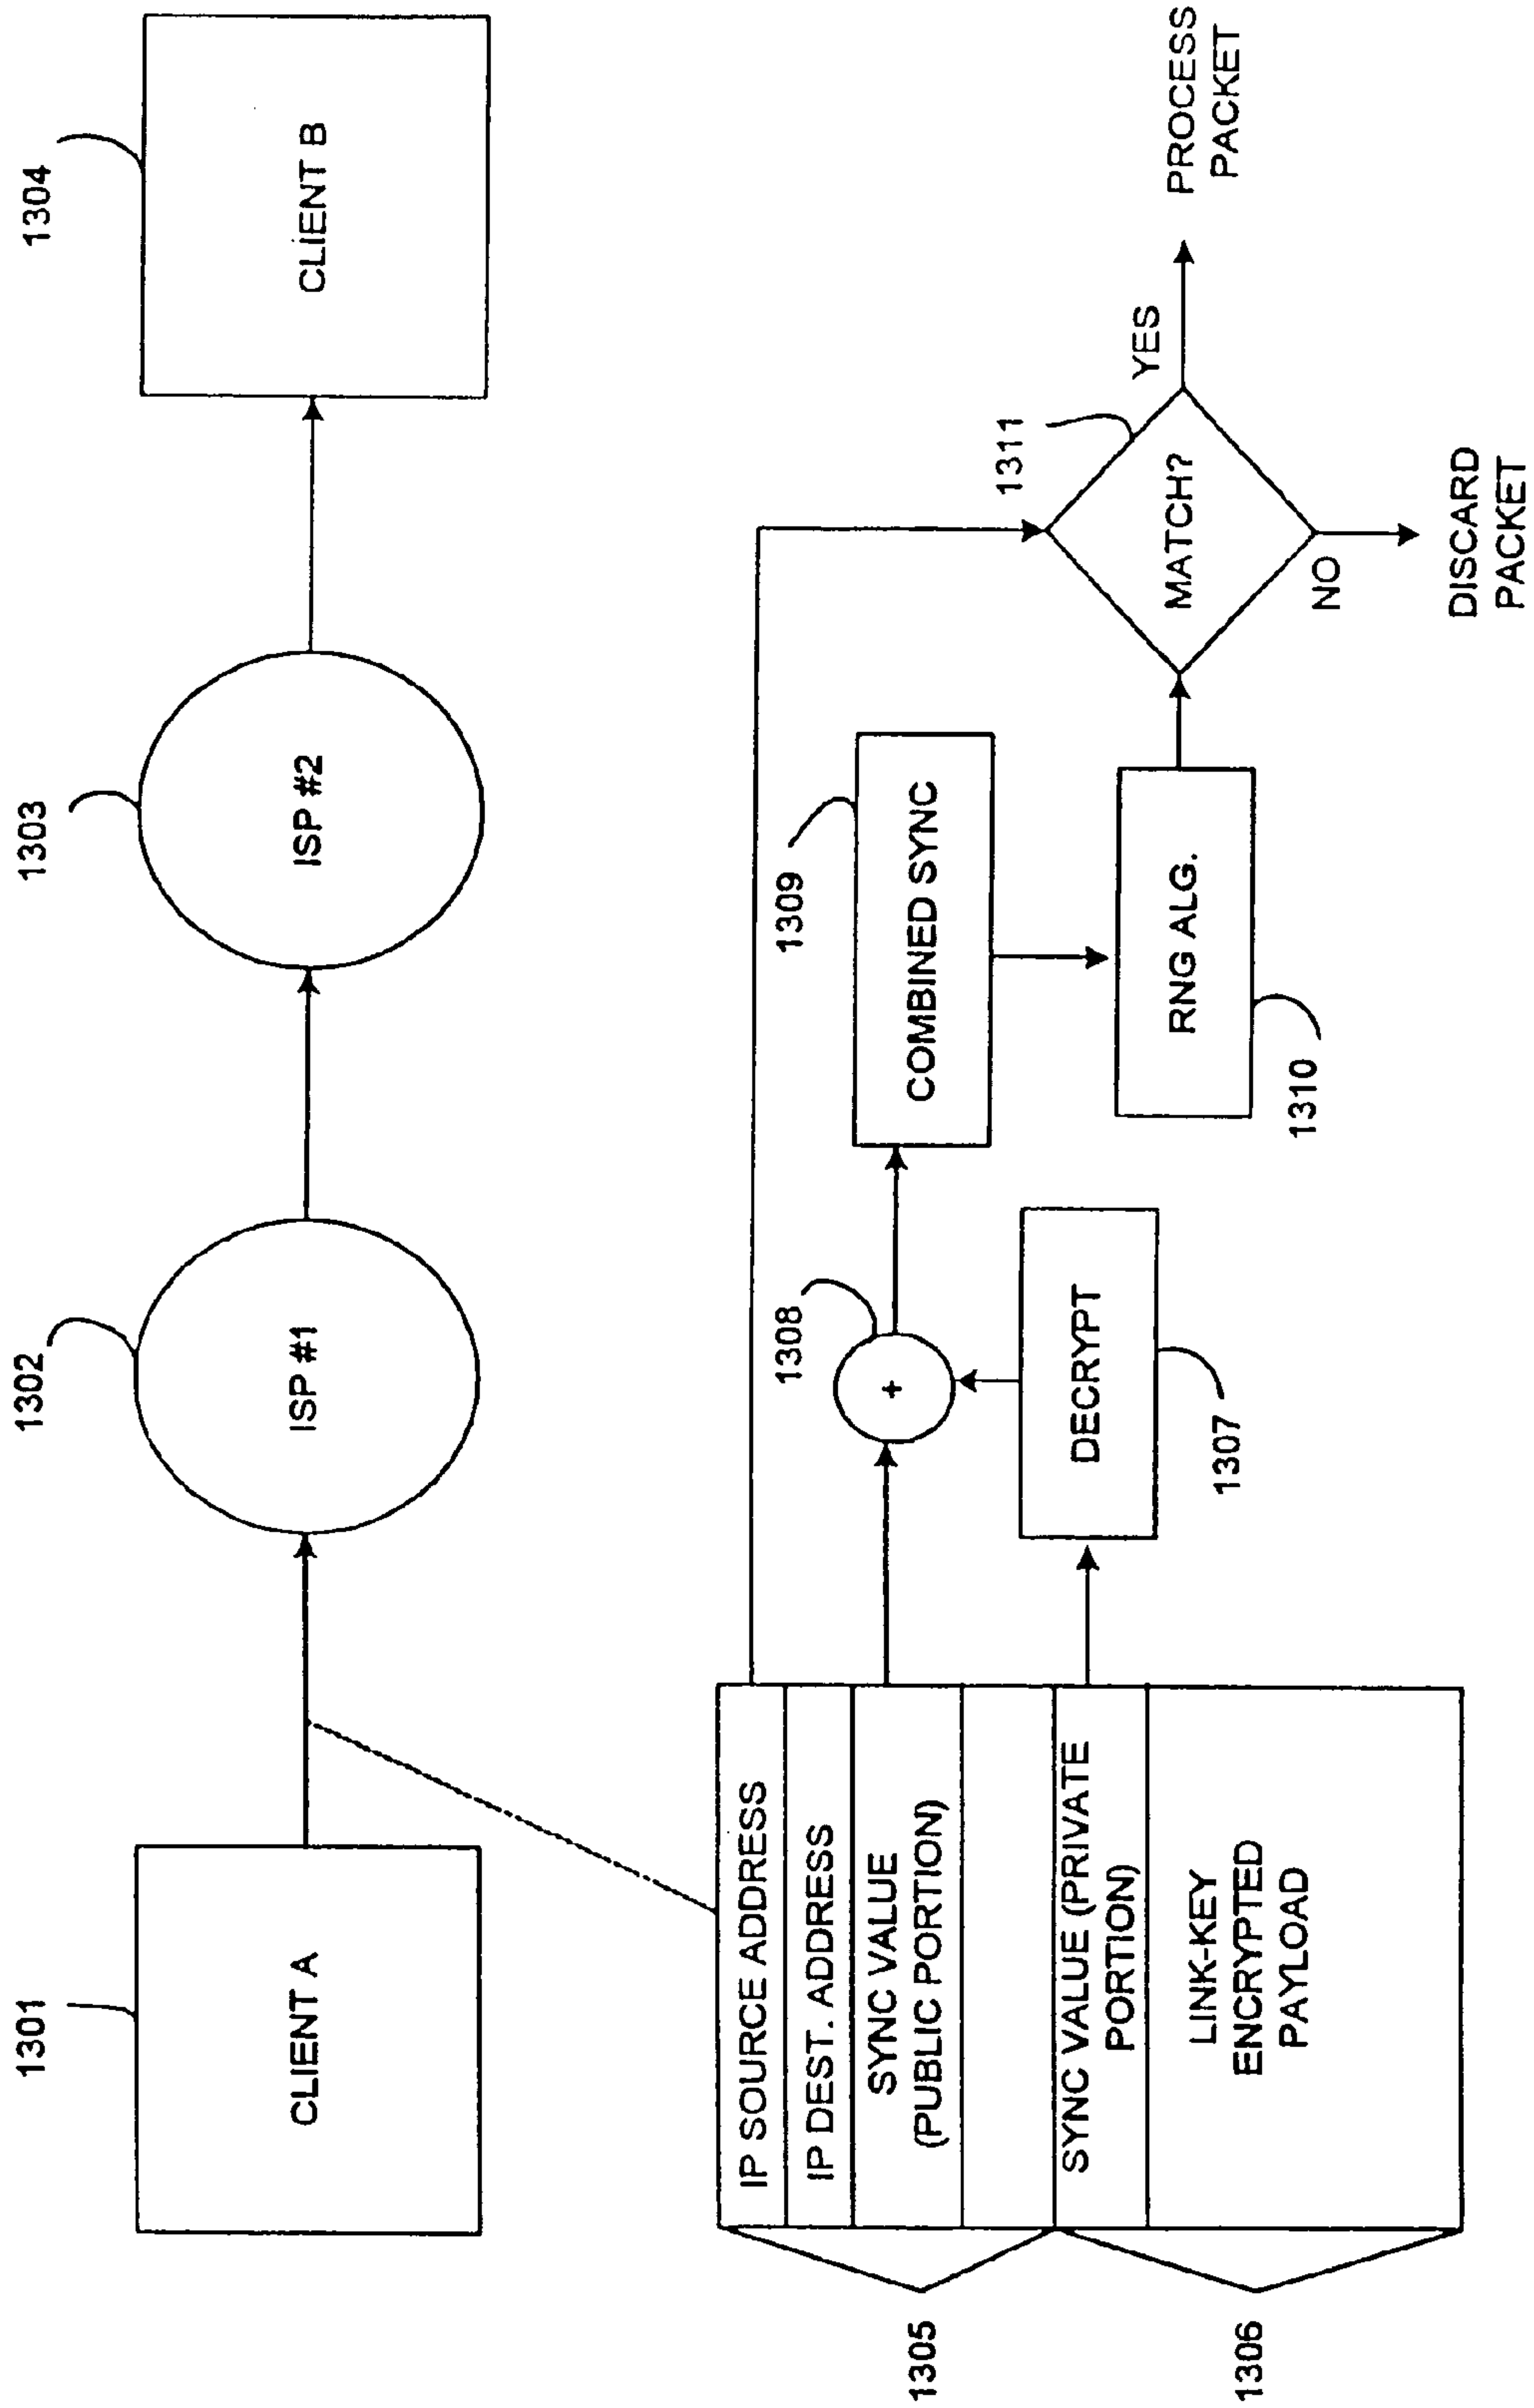 1301
CLIENT A
1302
ISP #1
1303
ISP #2
1304
CLIENT B
1305
IP SOURCE ADDRESS
IP DEST. ADDRESS
SYNC VALUE
(PUBLIC PORTION)
1306
SYNC VALUE (PRIVATE
PORTION)
LINK-KEY
ENCRYPTED
PAYLOAD
1307
DECRYPT
1308
+
1309
COMBINED SYNC
1310
RNG ALG.
1311
MATCH?
YES
PROCESS
PACKET
NO
DISCARD
PACKET